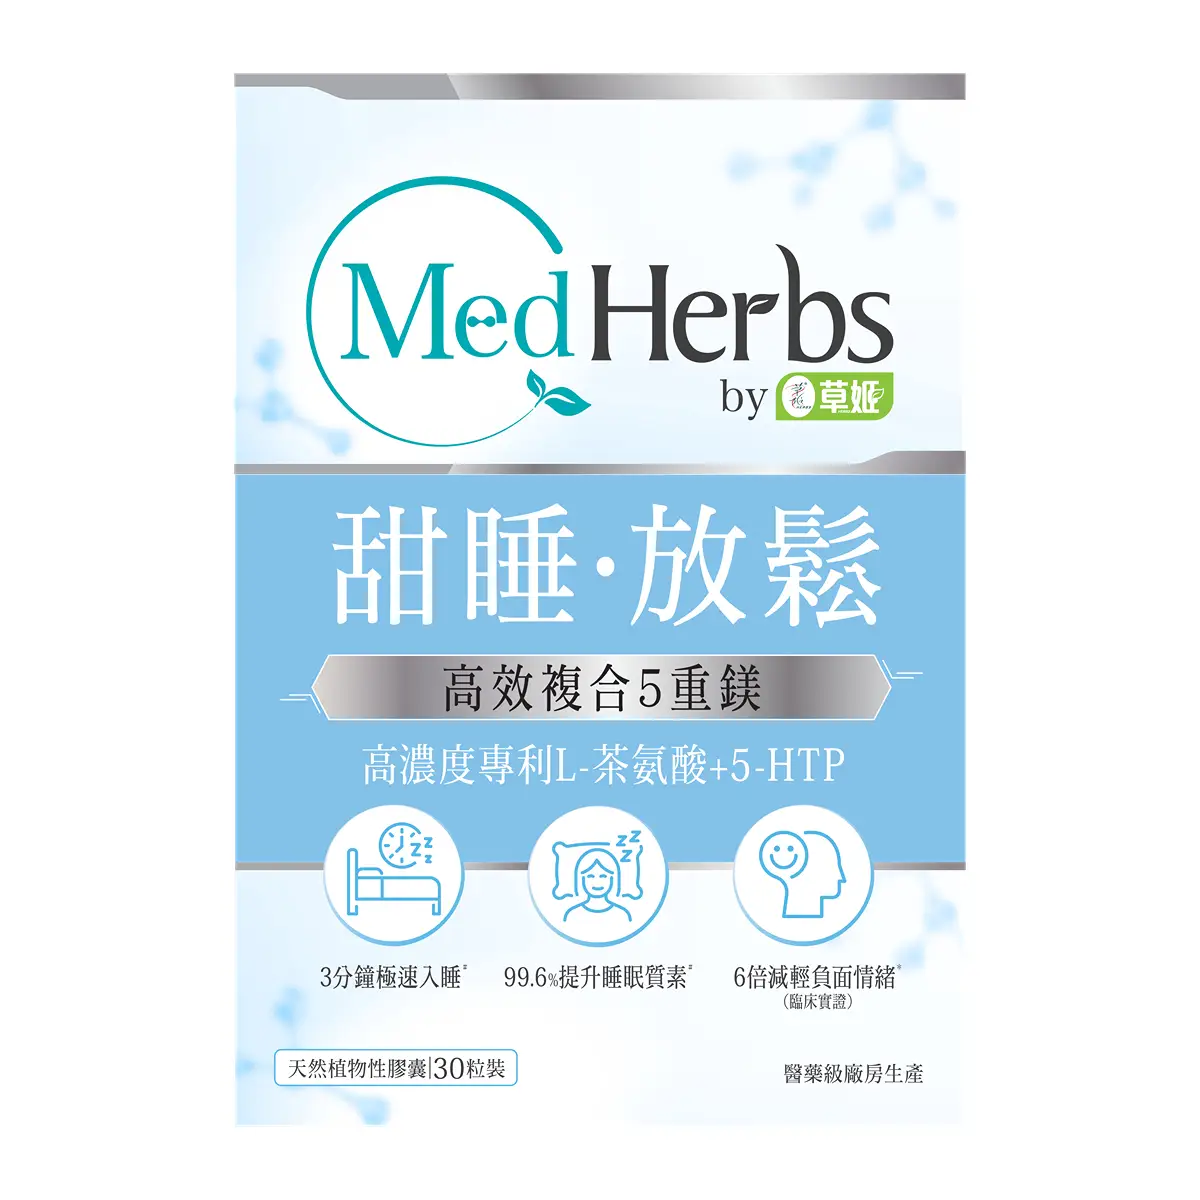 MedHerbs
by 草姬
甜睡·放鬆
高效複合5重鎂
高濃度專利L-茶氨酸+5-HTP
3分鐘極速入睡#
99.6%提升睡眠質素#
6倍減輕負面情緒*
(臨床實證)
天然植物性膠囊|30粒裝
醫藥級廠房生產